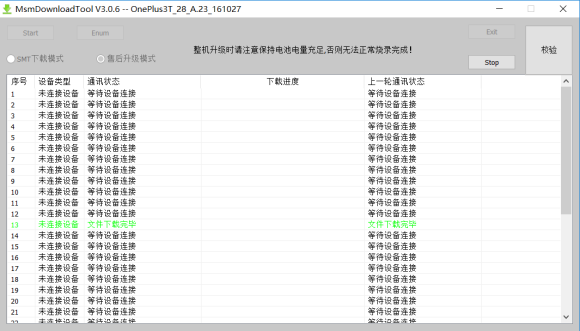 MsmDownloadTool V3.0.6 -- OnePlus3T_28_A.23_161027
Start Enum Exit
SMT下载模式 售后升级模式 整机升级时请注意保持电池电量充足,否则无法正常烧录完成! Stop 校验
序号 设备类型 通讯状态 下载进度 上一轮通讯状态
1 未连接设备 等待设备连接 等待设备连接
2 未连接设备 等待设备连接 等待设备连接
3 未连接设备 等待设备连接 等待设备连接
4 未连接设备 等待设备连接 等待设备连接
5 未连接设备 等待设备连接 等待设备连接
6 未连接设备 等待设备连接 等待设备连接
7 未连接设备 等待设备连接 等待设备连接
8 未连接设备 等待设备连接 等待设备连接
9 未连接设备 等待设备连接 等待设备连接
10 未连接设备 等待设备连接 等待设备连接
11 未连接设备 等待设备连接 等待设备连接
12 未连接设备 等待设备连接 等待设备连接
13 未连接设备 文件下载完毕 文件下载完毕
14 未连接设备 等待设备连接 等待设备连接
15 未连接设备 等待设备连接 等待设备连接
16 未连接设备 等待设备连接 等待设备连接
17 未连接设备 等待设备连接 等待设备连接
18 未连接设备 等待设备连接 等待设备连接
19 未连接设备 等待设备连接 等待设备连接
20 未连接设备 等待设备连接 等待设备连接
21 未连接设备 等待设备连接 等待设备连接
22 未连接设备 等待设备连接 等待设备连接